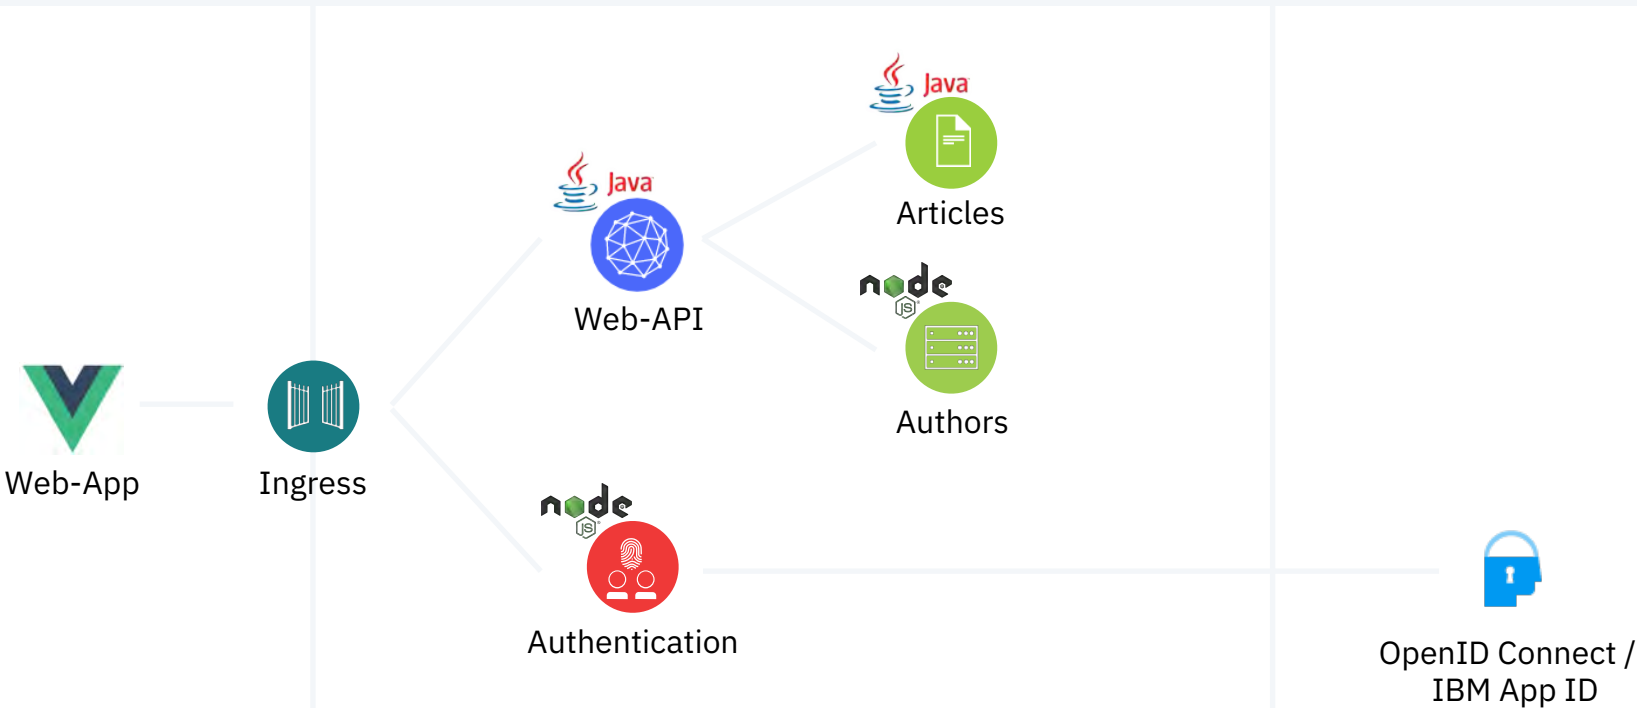 Java
Articles
Java
Web-API
node
JS
Authors
Web-App
Ingress
node
JS
Authentication
OpenID Connect /
IBM App ID